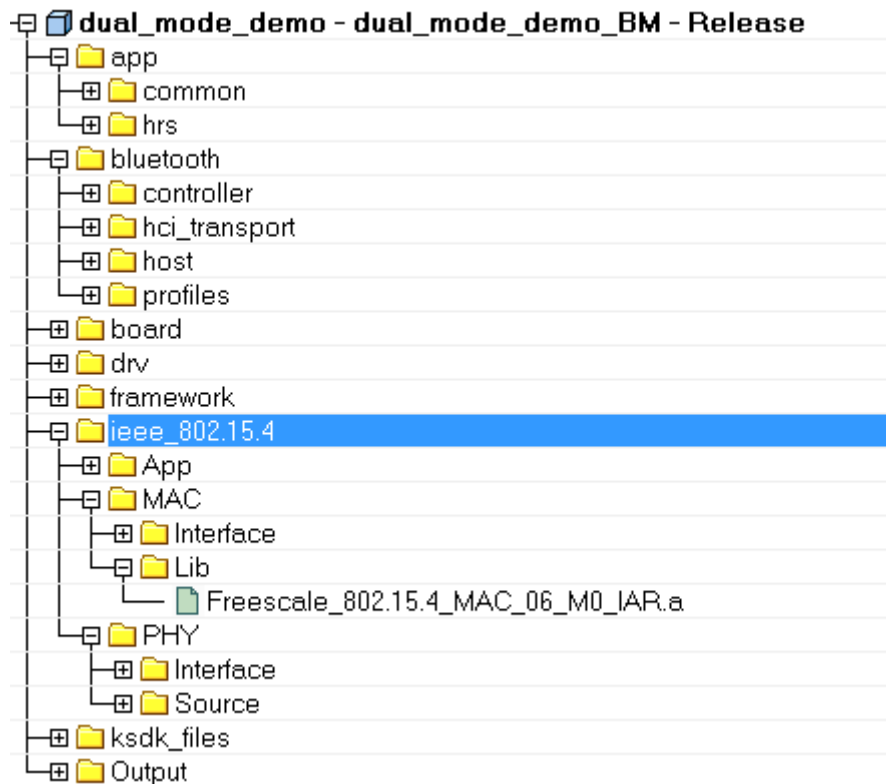 dual_mode_demo - dual_mode_demo_BM - Release
app
common
hrs
bluetooth
controller
hci_transport
host
profiles
board
drv
framework
ieee_802.15.4
App
MAC
Interface
Lib
Freescale_802.15.4_MAC_06_M0_IAR.a
PHY
Interface
Source
ksdk_files
Output